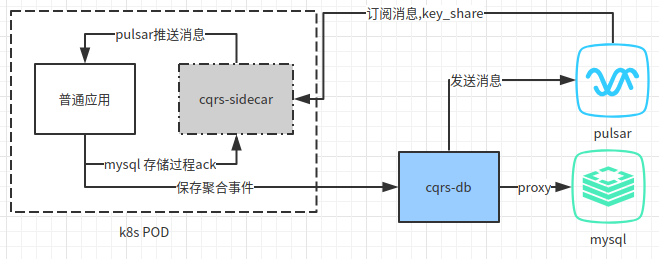 订阅消息,key_share
pulsar推送消息
普通应用
cqrs-sidecar
发送消息
pulsar
mysql 存储过程ack
保存聚合事件
cqrs-db
proxy
k8s POD
mysql